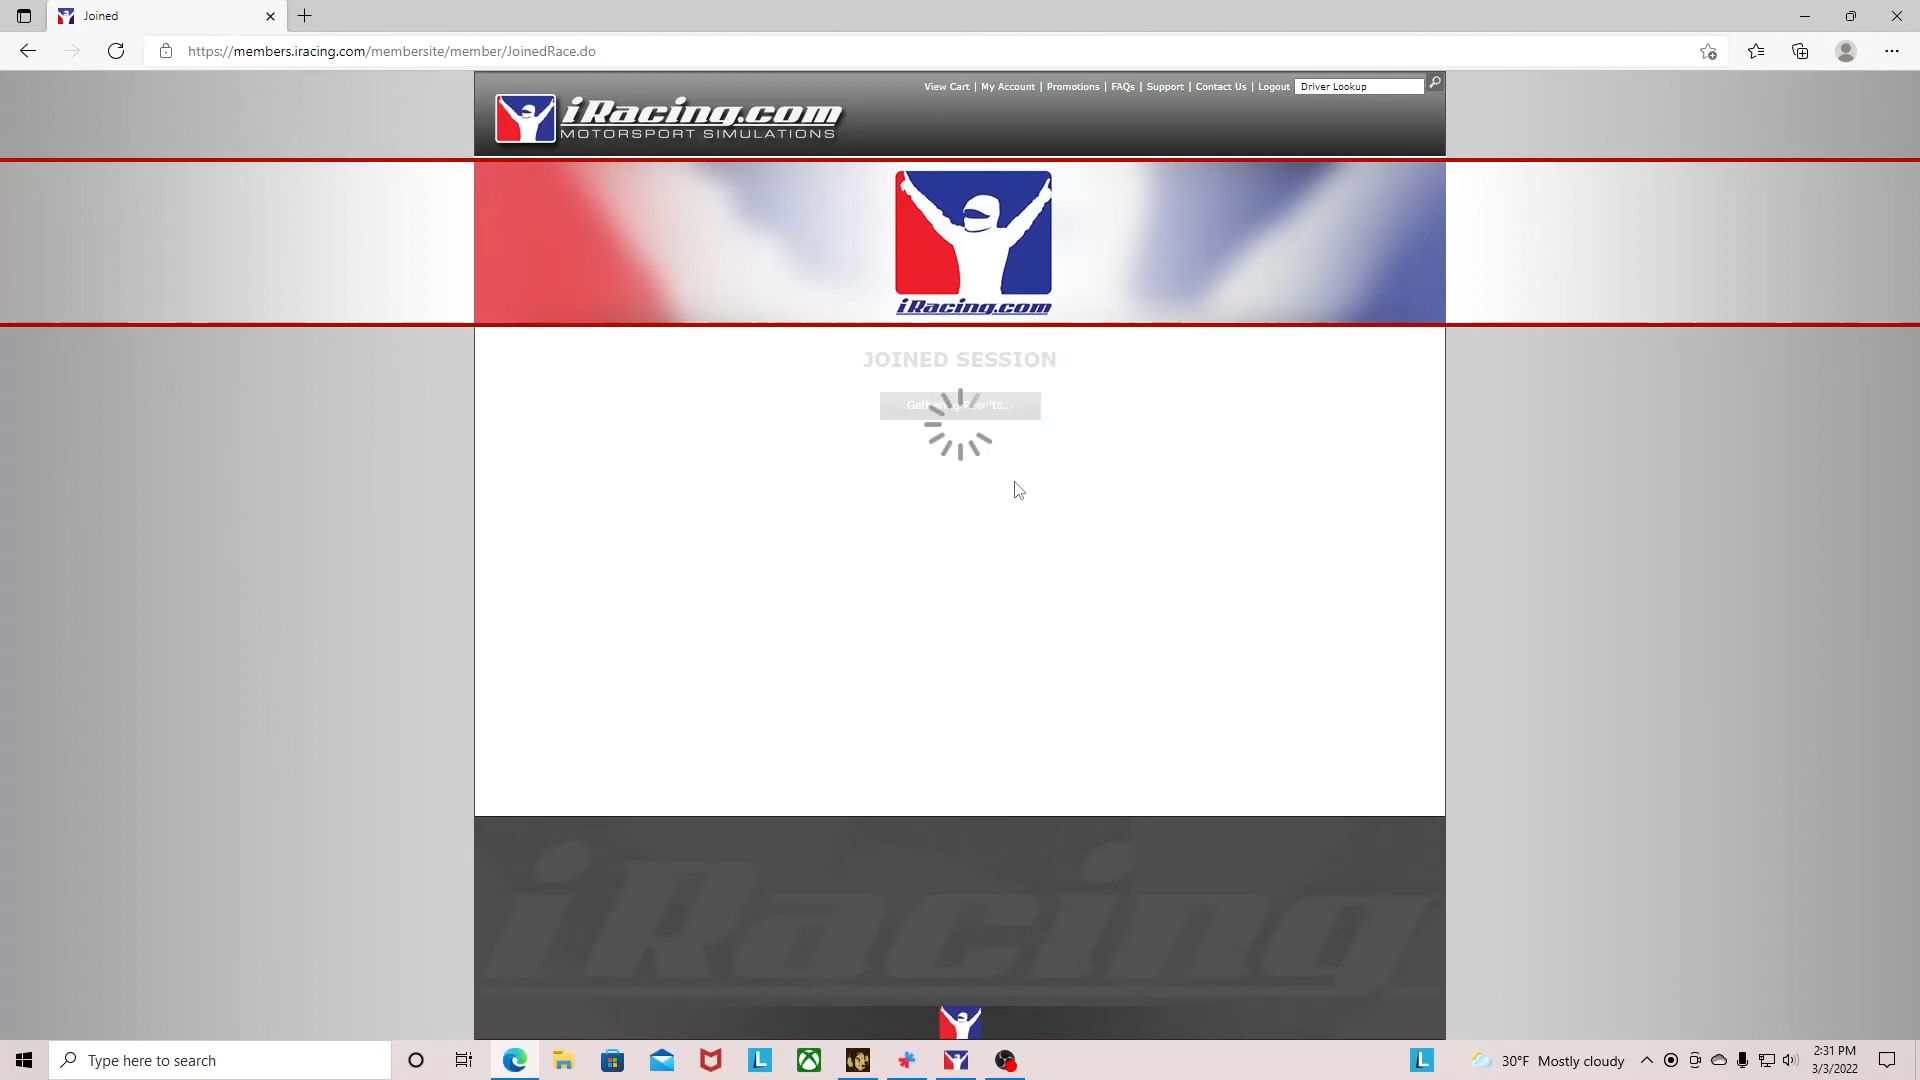 Joined
https://members.iracing.com/membersite/member/JoinedRace.do
View Cart | My Account | Promotions | FAQs | Support | Contact Us | Logout Driver Lookup
iRacing.com
MOTORSPORT SIMULATIONS
iRacing.com
JOINED SESSION
Gathering Results...
iRacing
Type here to search
L
L
30°F Mostly cloudy
2:31 PM
3/3/2022